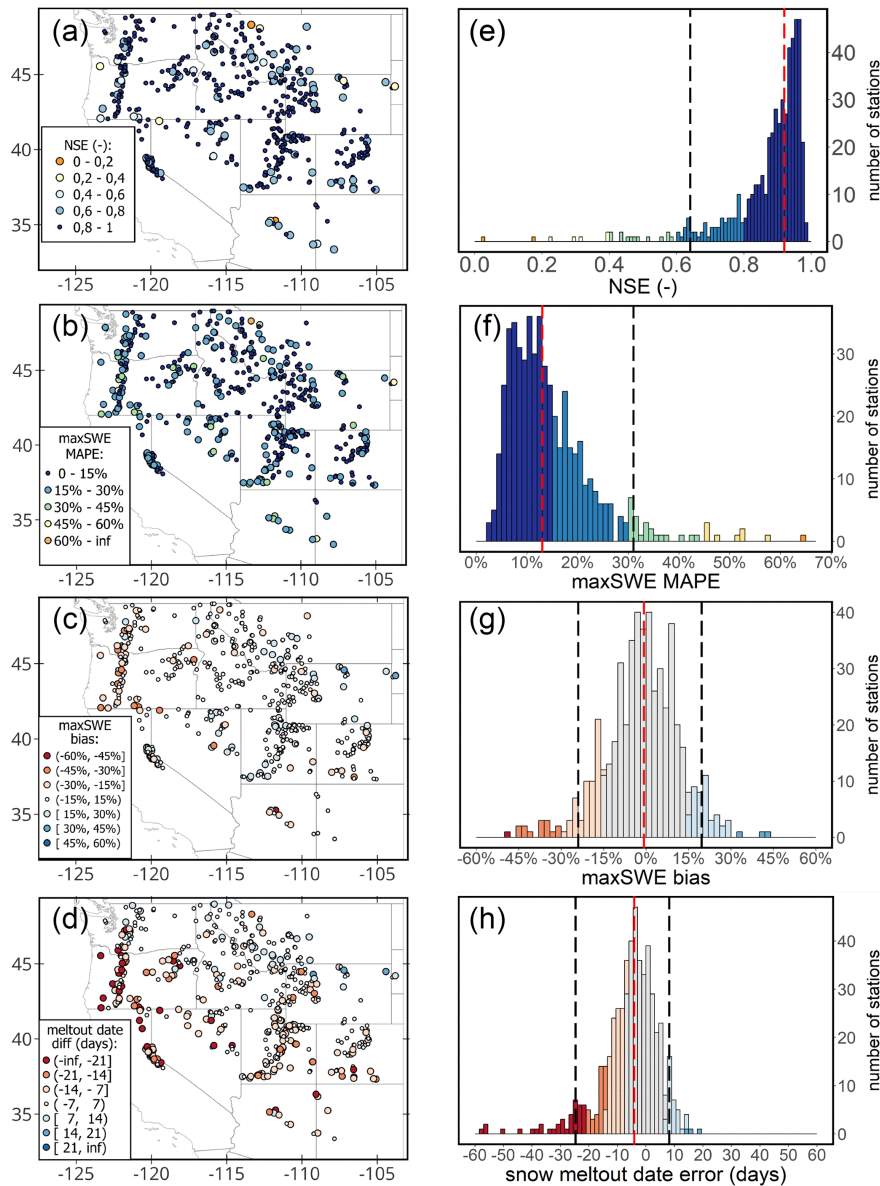 (a)
45
40
35
NSE (-):
0 - 0,2
0,2 - 0,4
0,4 - 0,6
0,6 - 0,8
0,8 - 1
-125 -120 -115 -110 -105
(e)
40
30
20
10
0
number of stations
0.0 0.2 0.4 0.6 0.8 1.0
NSE (-)
(b)
45
40
35
maxSWE
MAPE:
0 - 15%
15% - 30%
30% - 45%
45% - 60%
60% - inf
-125 -120 -115 -110 -105
(f)
30
20
10
0
number of stations
0% 10% 20% 30% 40% 50% 60% 70%
maxSWE MAPE
(c)
45
40
35
maxSWE
bias:
(-60%, -45%]
(-45%, -30%]
(-30%, -15%]
(-15%, 15%)
[ 15%, 30%)
[ 30%, 45%)
[ 45%, 60%)
-125 -120 -115 -110 -105
(g)
40
30
20
10
0
number of stations
-60% -45% -30% -15% 0% 15% 30% 45% 60%
maxSWE bias
(d)
45
40
35
meltout date
diff (days):
(-inf, -21]
(-21, -14]
(-14, - 7]
( -7, 7)
[ 7, 14)
[ 14, 21)
[ 21, inf)
-125 -120 -115 -110 -105
(h)
40
30
20
10
0
number of stations
-60 -50 -40 -30 -20 -10 0 10 20 30 40 50 60
snow meltout date error (days)